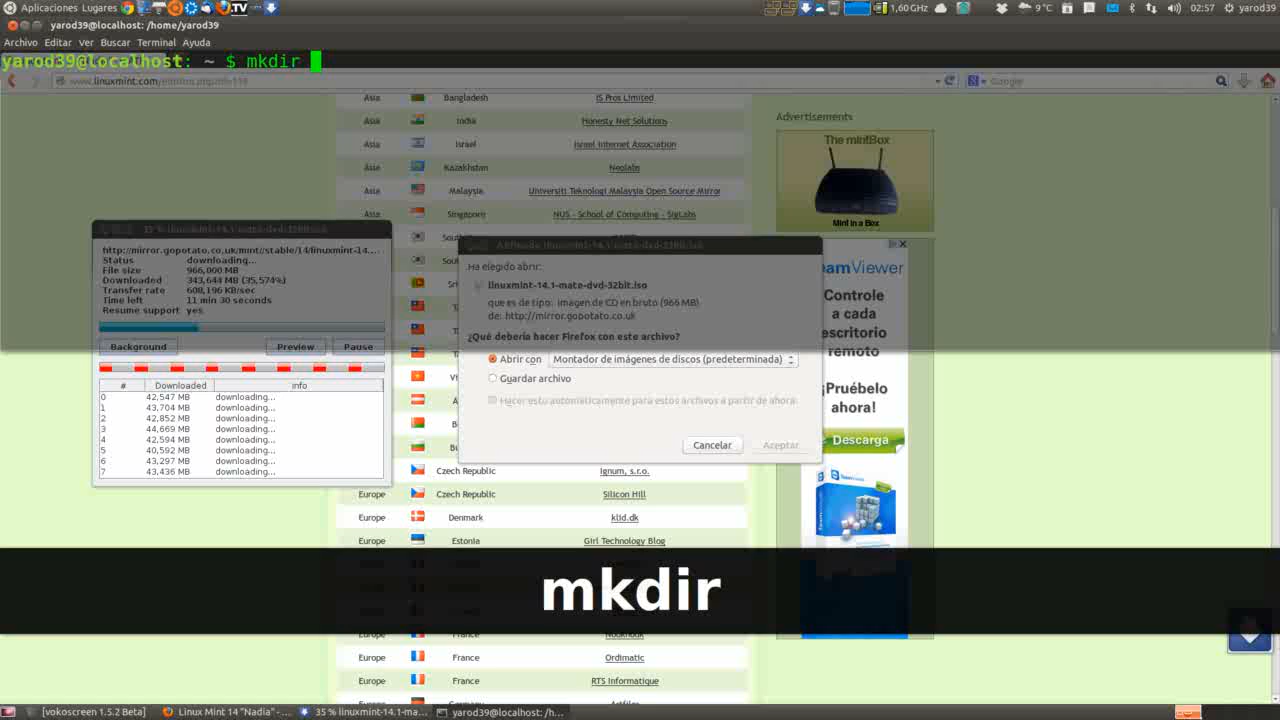 Aplicaciones Lugares
1,60 GHz
9°C
02:57
yarod39
yarod39@localhost: /home/yarod39
Archivo Editar Ver Buscar Terminal Ayuda
yarod39@localhost: ~ $ mkdir
Google
Asia Bangladesh IS Pros Limited
Asia India Honesty Net Solutions
Asia Israel Israel Internet Association
Asia Kazakhstan Neolabs
Asia Malaysia Universiti Teknologi Malaysia Open Source Mirror
Asia Singapore NUS - School of Computing - SigLabs
Advertisements
The mintBox
Mint in a Box
http://mirror.gopotato.co.uk/mint//stable/14/linuxmint-14....
Status downloading...
File size 966,000 MB
Downloaded 343,644 MB (35,574%)
Transfer rate 608,196 KB/sec
Time left 11 min 30 seconds
Resume support yes
Background Preview Pause
# Downloaded Info
0 42,547 MB downloading...
1 43,704 MB downloading...
2 42,852 MB downloading...
3 44,669 MB downloading...
4 42,594 MB downloading...
5 40,592 MB downloading...
6 43,297 MB downloading...
7 43,436 MB downloading...
Ha elegido abrir:
linuxmint-14.1-mate-dvd-32bit.iso
que es de tipo: imagen de CD en bruto (966 MB)
de: http://mirror.gopotato.co.uk
¿Qué debería hacer Firefox con este archivo?
Abrir con Montador de imágenes de discos (predeterminada)
Guardar archivo
Hacer esto automáticamente para estos archivos a partir de ahora.
Cancelar Aceptar
eamViewer
Controle
a cada
escritorio
remoto
¡Pruébelo
ahora!
Descarga
Czech Republic Ignum, s.r.o.
Europe Czech Republic Silicon Hill
Europe Denmark klid.dk
Europe Estonia Girl Technology Blog
mkdir
Europe France
Europe France Ordimatic
Europe France RTS Informatique
[vokoscreen 1.5.2 Beta]
Linux Mint 14 "Nadia" - ...
35 % linuxmint-14.1-ma...
yarod39@localhost: /h...